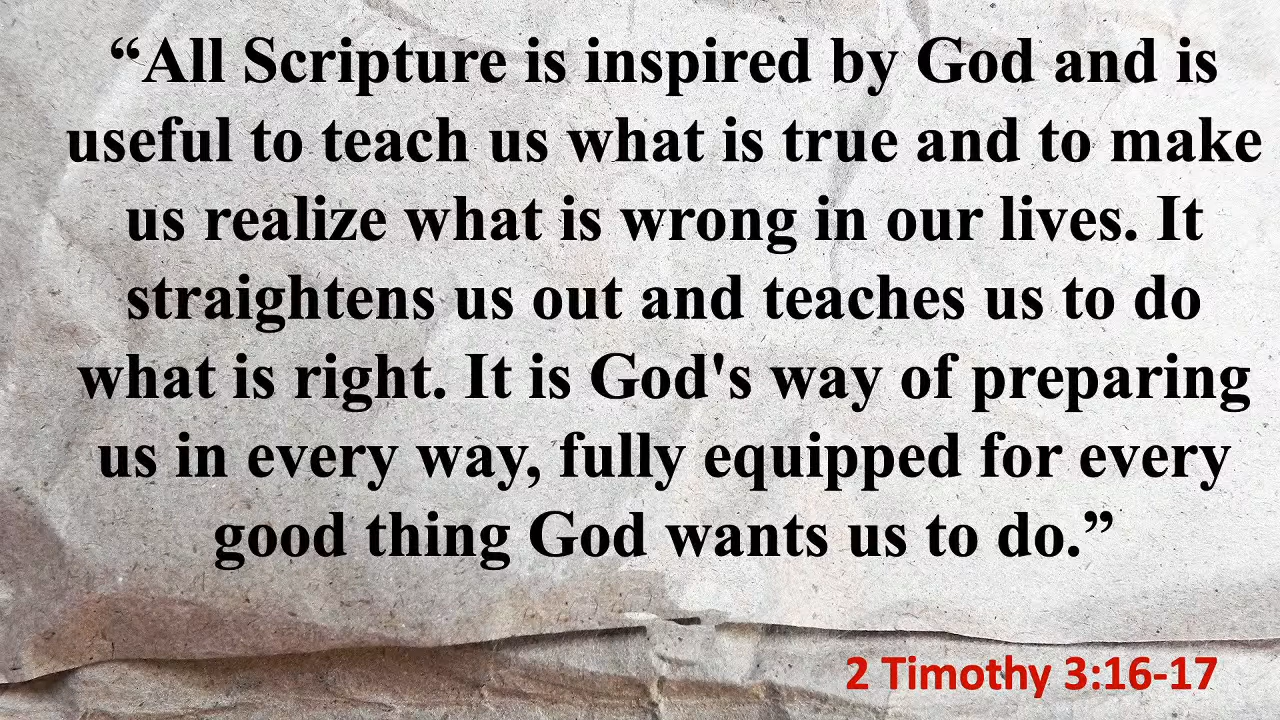 “All Scripture is inspired by God and is
useful to teach us what is true and to make
us realize what is wrong in our lives. It
straightens us out and teaches us to do
what is right. It is God's way of preparing
us in every way, fully equipped for every
good thing God wants us to do.”
2 Timothy 3:16-17